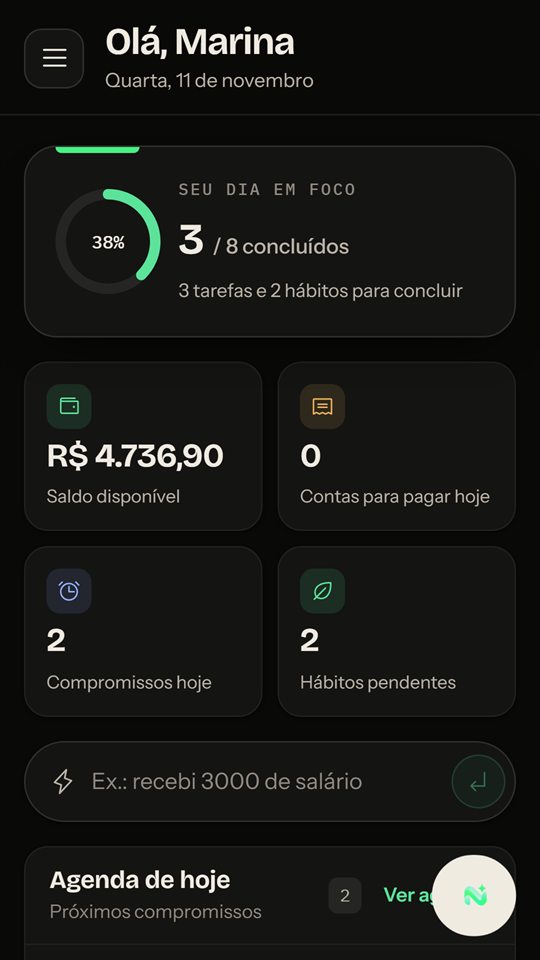 Olá, Marina
Quarta, 11 de novembro
SEU DIA EM FOCO
38%
3 / 8 concluídos
3 tarefas e 2 hábitos para concluir
R$ 4.736,90
Saldo disponível
0
Contas para pagar hoje
2
Compromissos hoje
2
Hábitos pendentes
Ex.: recebi 3000 de salário
Agenda de hoje
2
Ver
Próximos compromissos